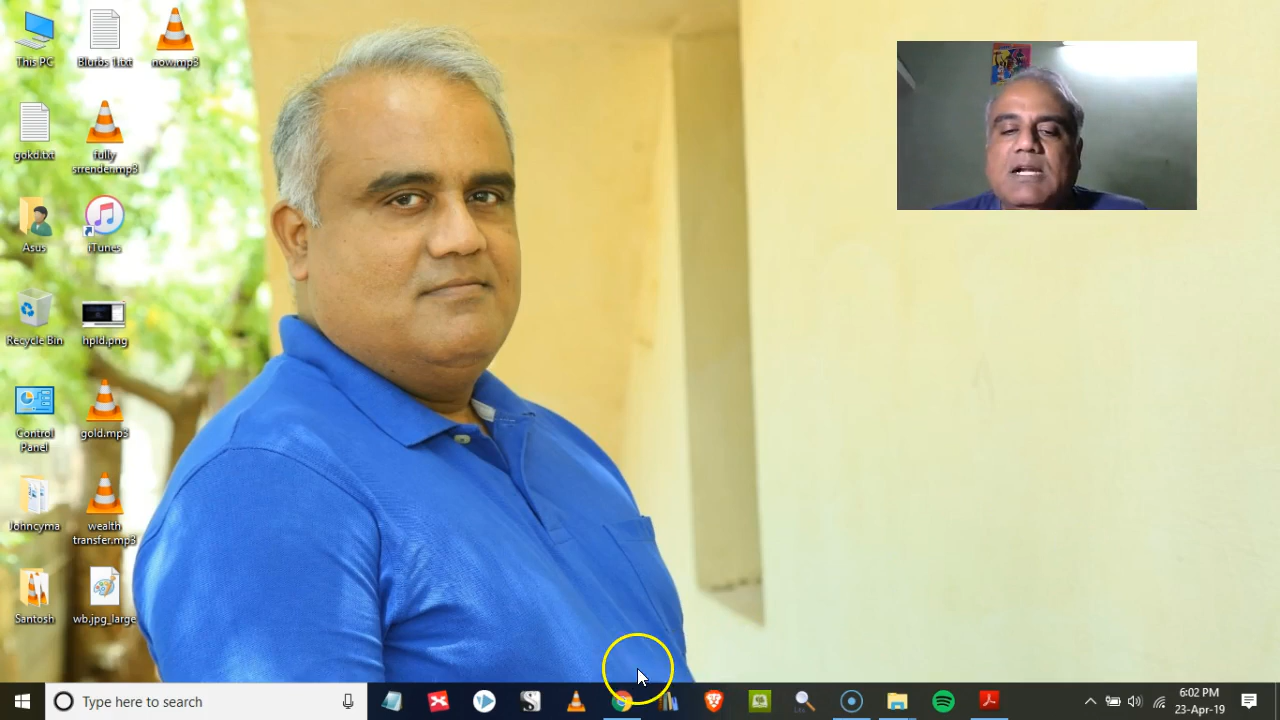 This PC
Blurbs 1.txt
now.mp3
gokd.txt
fully
srrender.mp3
Asus
iTunes
Recycle Bin
hpld.png
Control
Panel
gold.mp3
Johncyma
wealth
transfer.mp3
Santosh
wb.jpg_large
Type here to search
6:02 PM
23-Apr-19